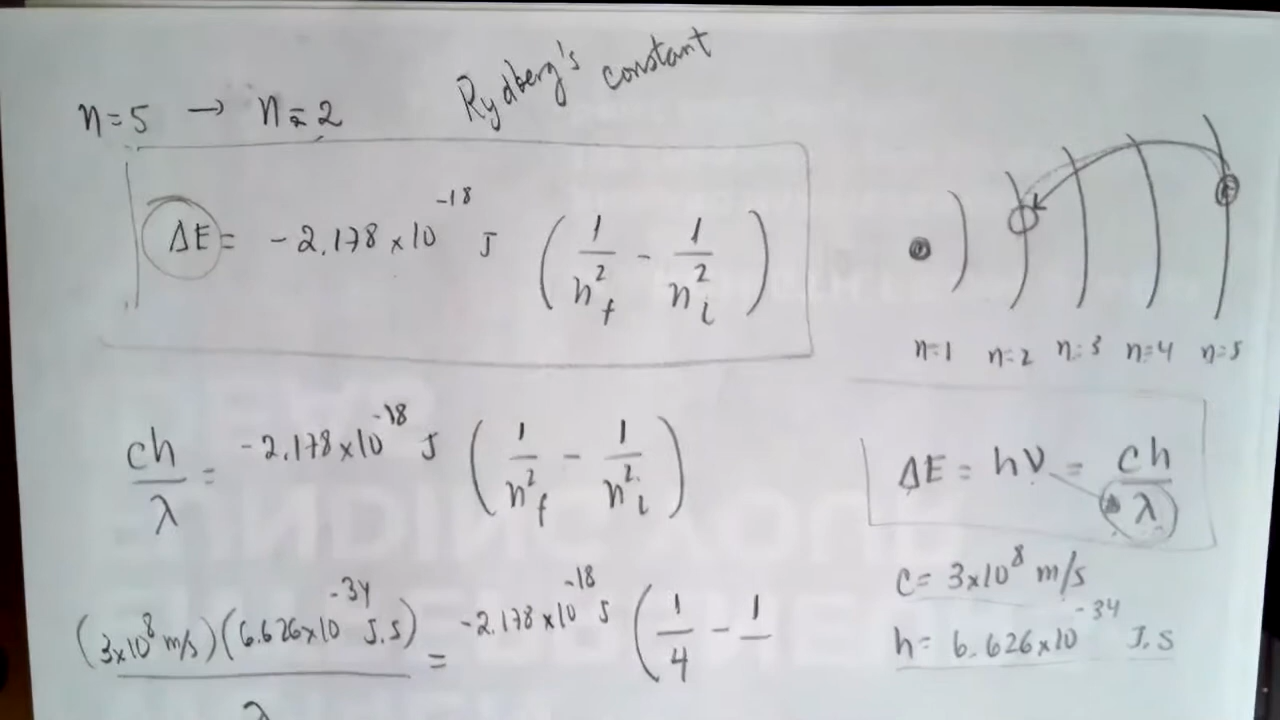 Rydberg's constant
n=5 → n=2
ΔE = -2.178×10^-18 J (1/n_f^2 - 1/n_i^2)
n=1 n=2 n=3 n=4 n=5
ch/λ = -2.178×10^-18 J (1/n_f^2 - 1/n_i^2)
ΔE = hν = ch/λ
c= 3×10^8 m/s
h= 6.626×10^-34 J.s
(3×10^8 m/s)(6.626×10^-34 J.s)/λ = -2.178×10^-18 J (1/4 - 1/